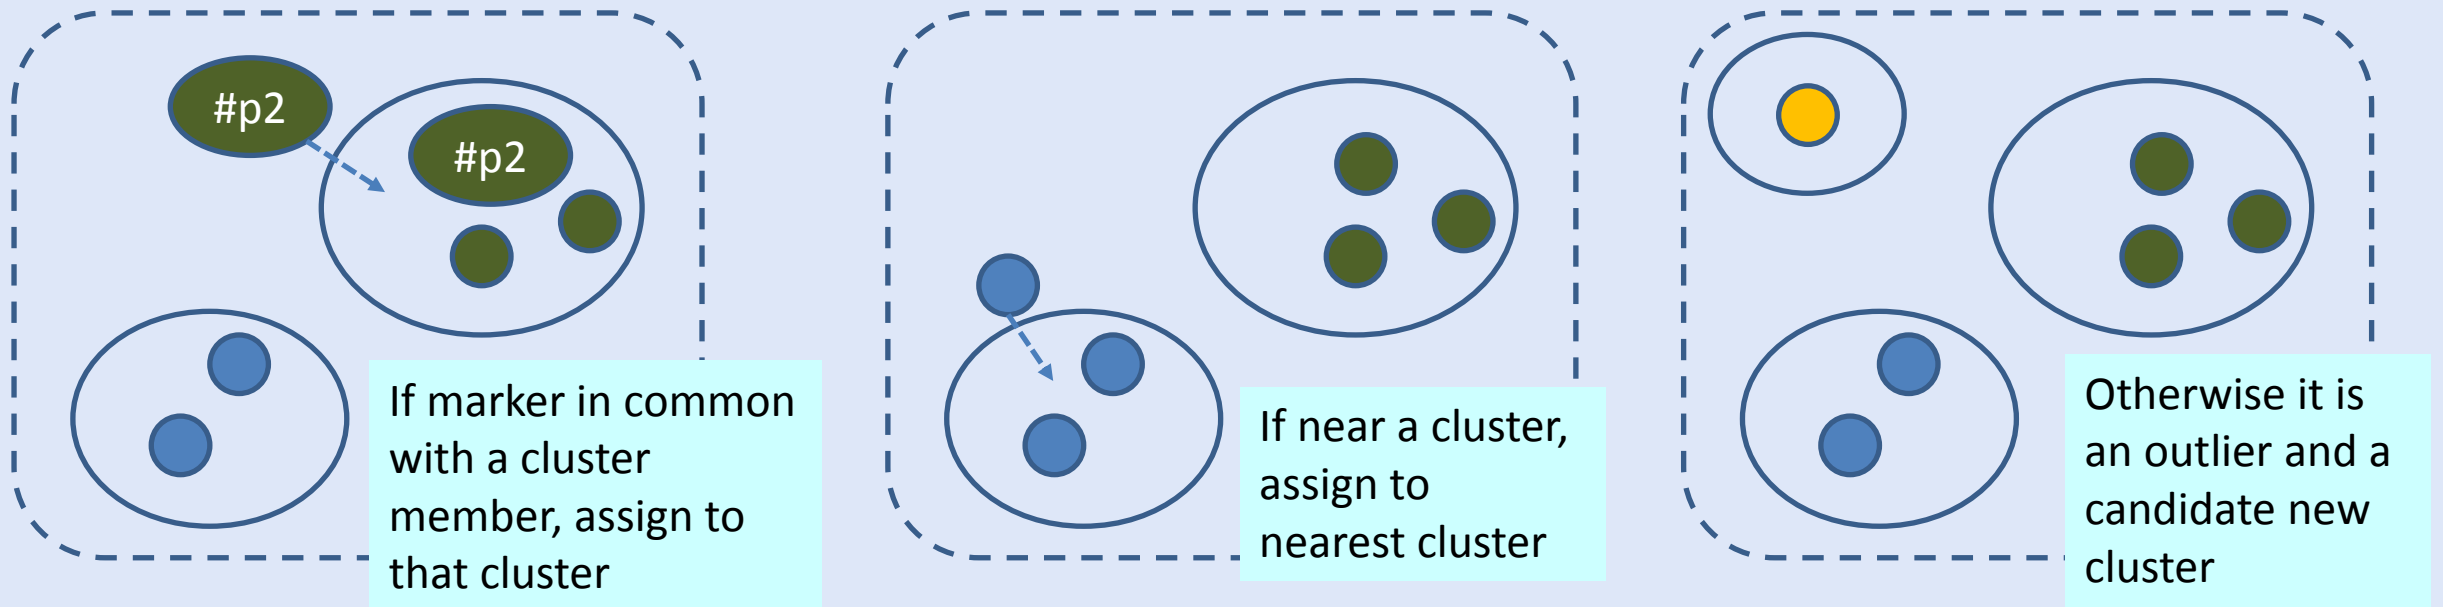 #p2
#p2
If marker in common
with a cluster
member, assign to
that cluster
If near a cluster,
assign to
nearest cluster
Otherwise it is
an outlier and a
candidate new
cluster